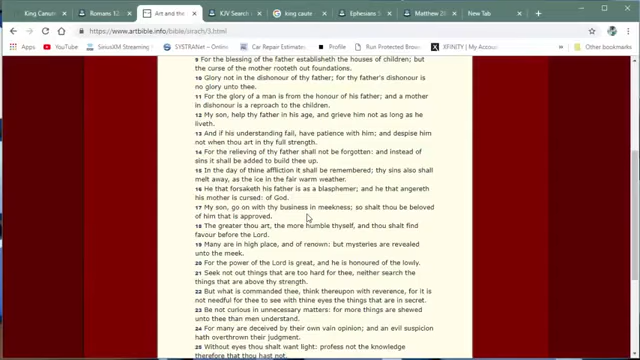 King Canu
Romans 12:
Art and the
KJV Search
king caute
Ephesians 5
Matthew 28
New Tab
https://www.artbible.info/bible/sirach/3.html
Apps
Bookmarks
SiriusXM Streaming
SYSTRANet
Car Repair Estimates
ProFlowers
Run Protected Brows
XFINITY | My Accoun
Other bookmarks
9 For the blessing of the father establisheth the houses of children; but
the curse of the mother rooteth out foundations.
10 Glory not in the dishonour of thy father; for thy father's dishonour is
no glory unto thee.
11 For the glory of a man is from the honour of his father; and a mother
in dishonour is a reproach to the children.
12 My son, help thy father in his age, and grieve him not as long as he
liveth.
13 And if his understanding fail, have patience with him; and despise him
not when thou art in thy full strength.
14 For the relieving of thy father shall not be forgotten: and instead of
sins it shall be added to build thee up.
15 In the day of thine affliction it shall be remembered; thy sins also shall
melt away, as the ice in the fair warm weather.
16 He that forsaketh his father is as a blasphemer; and he that angereth
his mother is cursed: of God.
17 My son, go on with thy business in meekness; so shalt thou be beloved
of him that is approved.
18 The greater thou art, the more humble thyself, and thou shalt find
favour before the Lord.
19 Many are in high place, and of renown: but mysteries are revealed
unto the meek.
20 For the power of the Lord is great, and he is honoured of the lowly.
21 Seek not out things that are too hard for thee, neither search the
things that are above thy strength.
22 But what is commanded thee, think thereupon with reverence, for it is
not needful for thee to see with thine eyes the things that are in secret.
23 Be not curious in unnecessary matters: for more things are shewed
unto thee than men understand.
24 For many are deceived by their own vain opinion; and an evil suspicion
hath overthrown their judgment.
25 Without eyes thou shalt want light: profess not the knowledge
therefore that thou hast not.